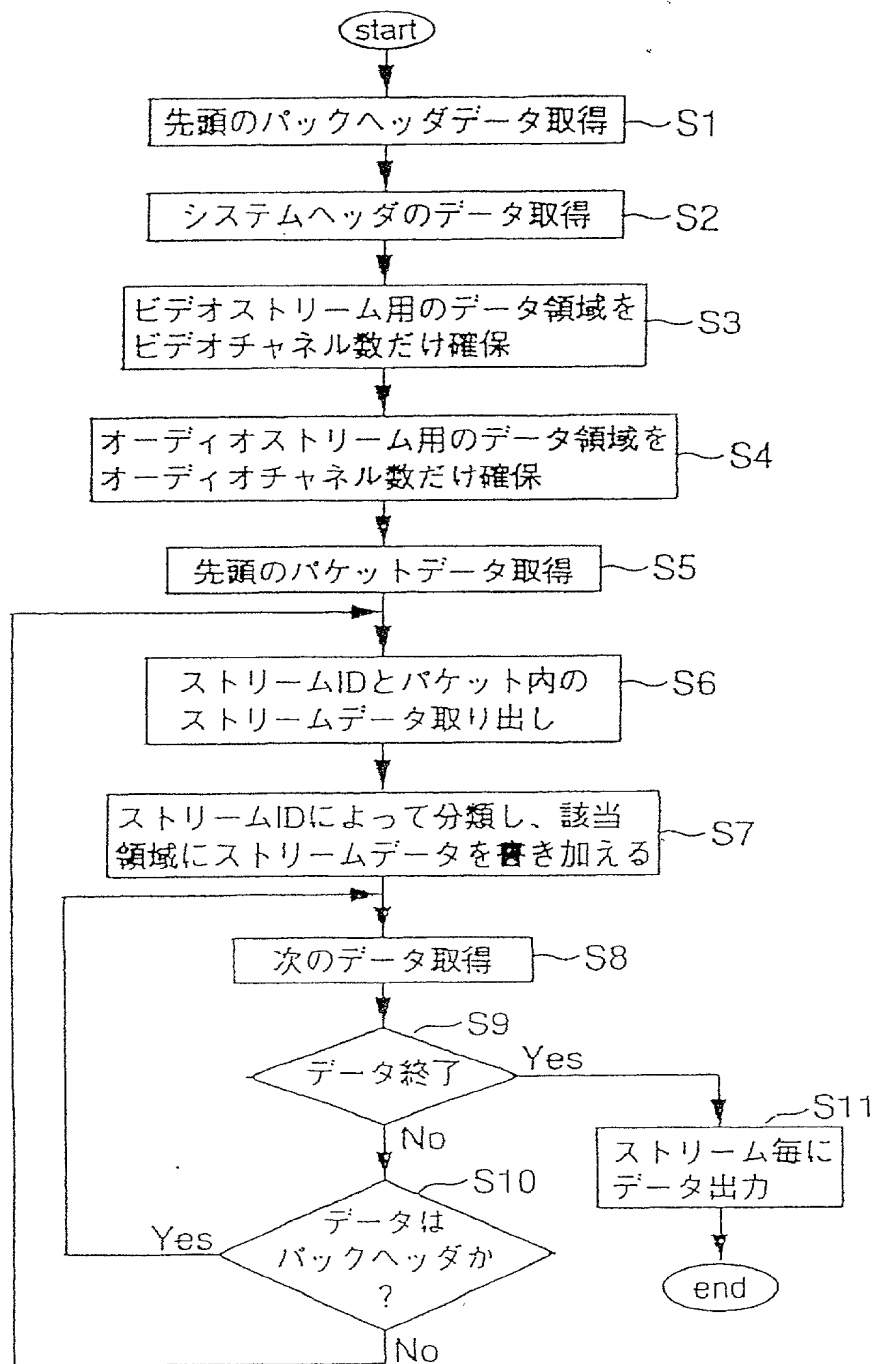 start
先頭のパックヘッダデータ取得
S1
システムヘッダのデータ取得
S2
ビデオストリーム用のデータ領域を
ビデオチャネル数だけ確保
S3
オーディオストリーム用のデータ領域を
オーディオチャネル数だけ確保
S4
先頭のパケットデータ取得
S5
ストリームIDとパケット内の
ストリームデータ取り出し
S6
ストリームIDによって分類し、該当
領域にストリームデータを書き加える
S7
次のデータ取得
S8
S9
データ終了
Yes
No
S11
ストリーム毎に
データ出力
S10
データは
パックヘッダか
?
Yes
No
end